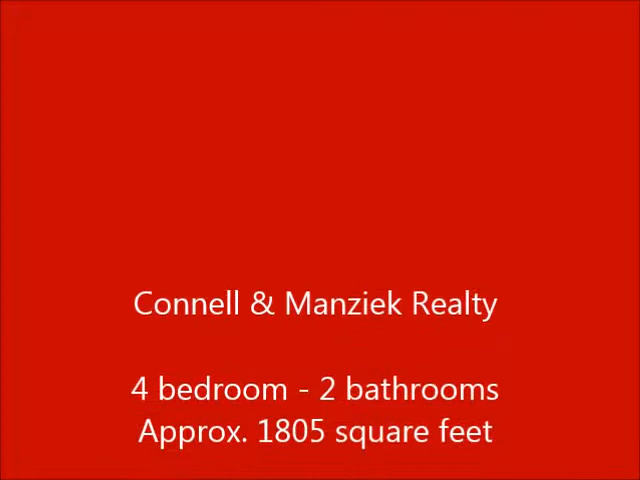 Connell & Manziek Realty
4 bedroom - 2 bathrooms
Approx. 1805 square feet